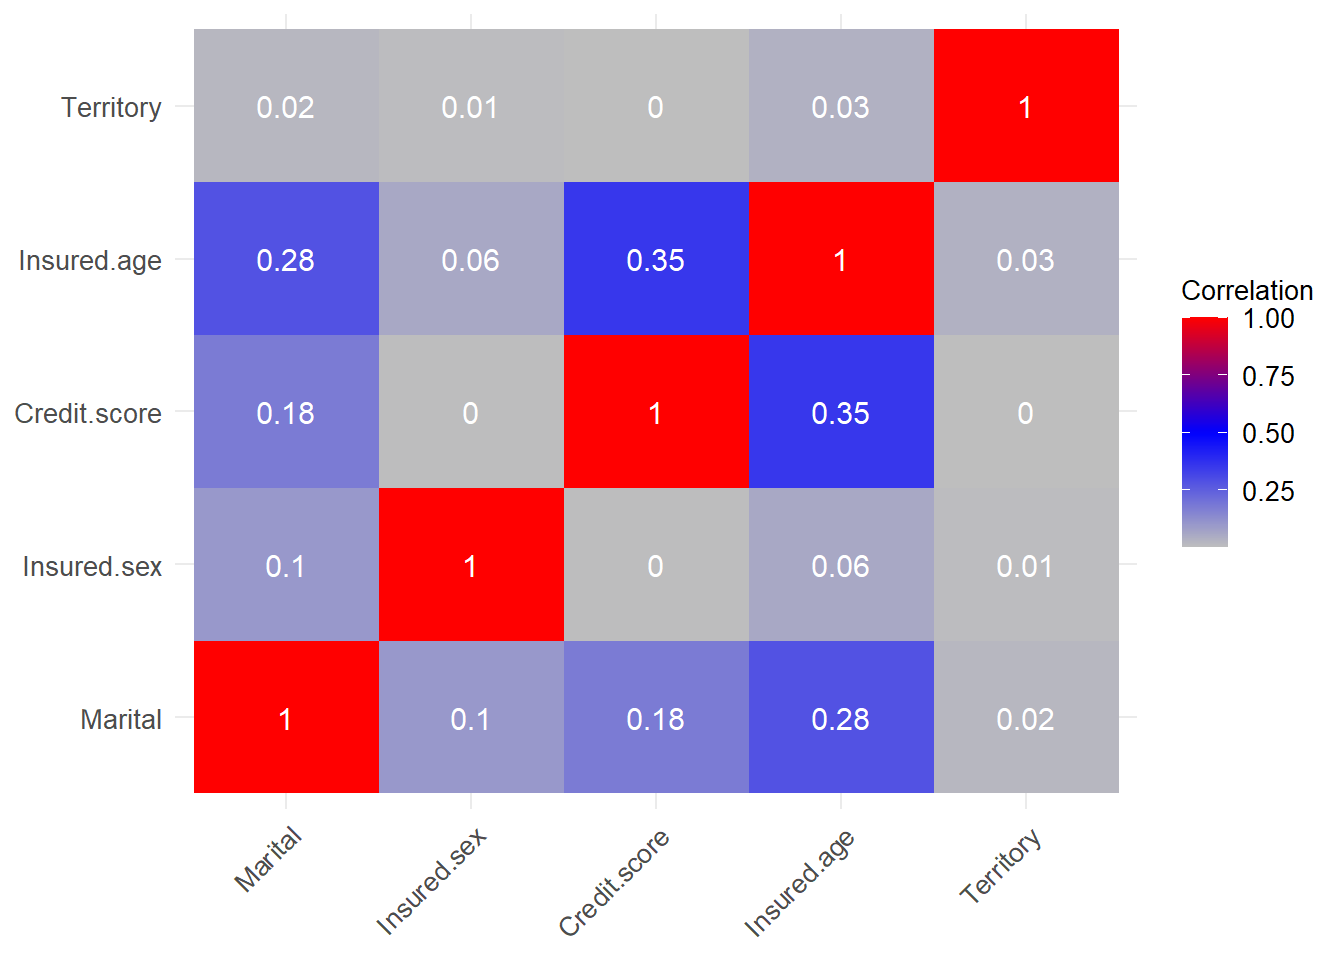 Territory 0.02 0.01 0 0.03 1
Insured.age 0.28 0.06 0.35 1 0.03
Credit.score 0.18 0 1 0.35 0
Insured.sex 0.1 1 0 0.06 0.01
Marital 1 0.1 0.18 0.28 0.02
Marital Insured.sex Credit.score Insured.age Territory
Correlation
1.00
0.75
0.50
0.25